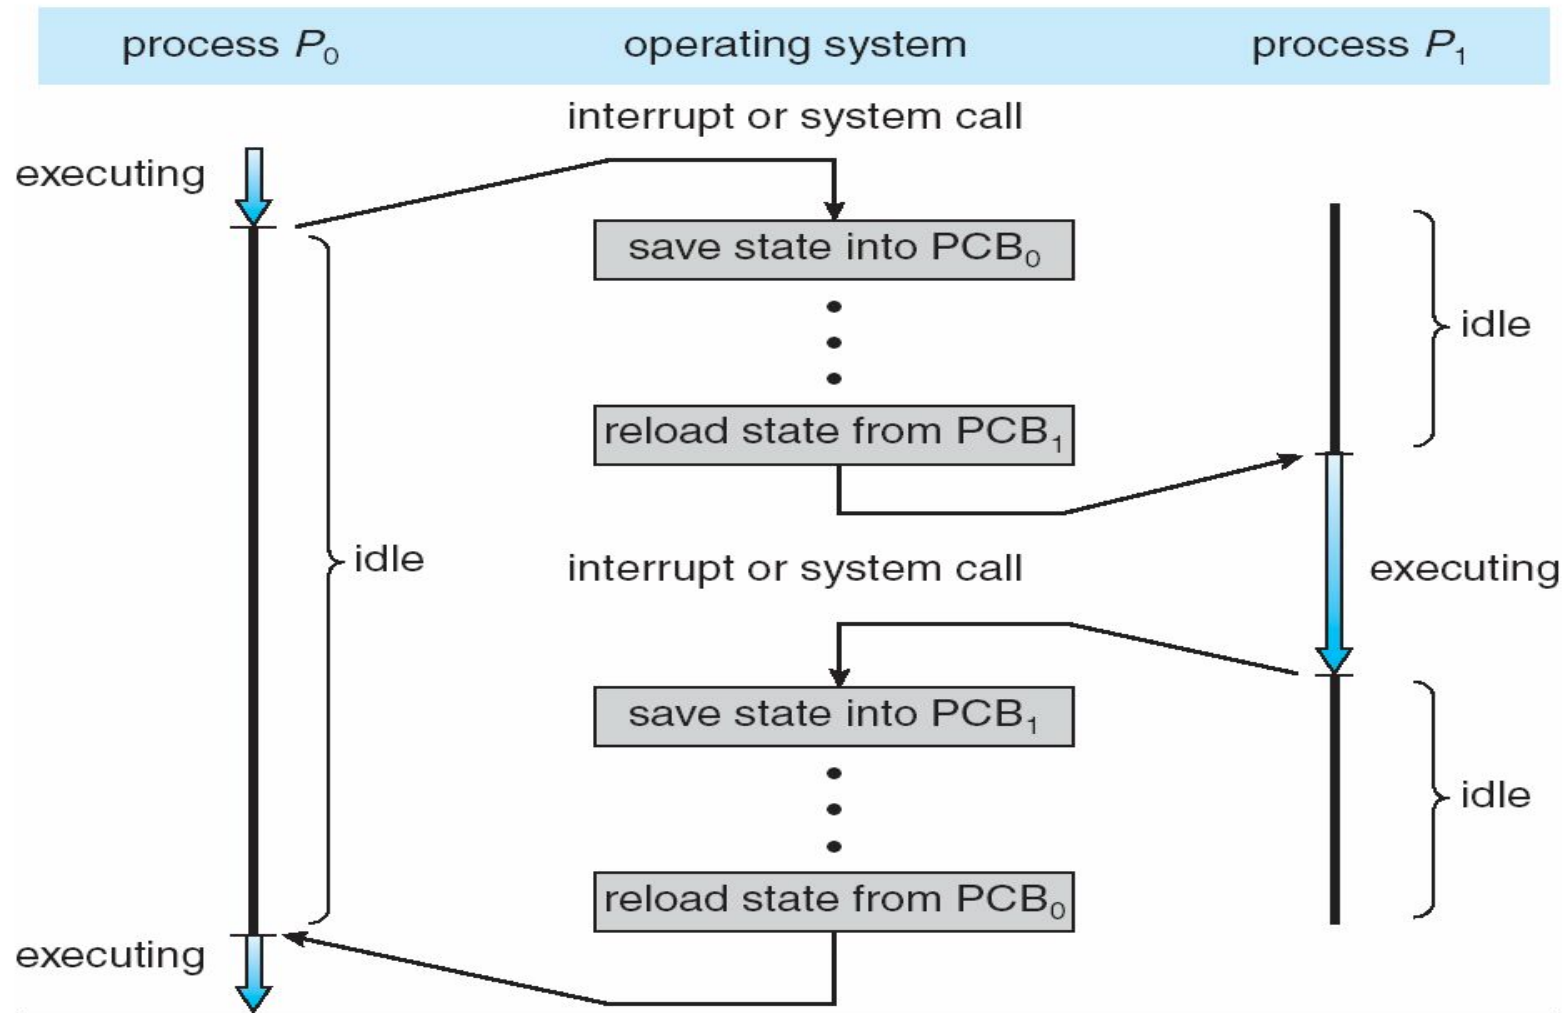 process P₀ operating system process P₁
interrupt or system call
executing
save state into PCB₀
idle
reload state from PCB₁
idle
interrupt or system call
executing
save state into PCB₁
idle
reload state from PCB₀
executing